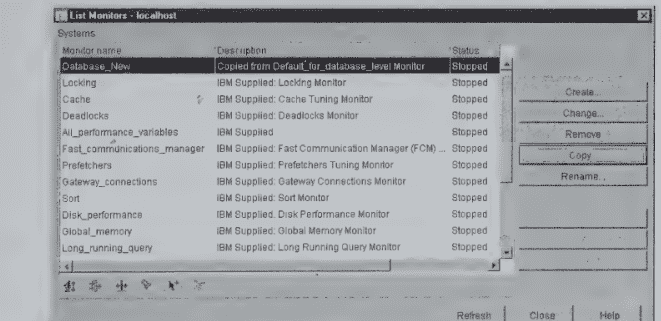 List Monitors - localhost
Systems
Monitor name Description Status
Database_New Copied from Default_for_database_level Monitor Stopped
Locking IBM Supplied: Locking Monitor Stopped
Cache IBM Supplied: Cache Tuning Monitor Stopped
Deadlocks IBM Supplied: Deadlocks Monitor Stopped
All_performance_variables IBM Supplied Stopped
Fast_communications_manager IBM Supplied: Fast Communication Manager (FCM) ... Stopped
Prefetchers IBM Supplied: Prefetchers Tuning Monitor Stopped
Gateway_connections IBM Supplied: Gateway Connections Monitor Stopped
Sort IBM Supplied: Sort Monitor Stopped
Disk_performance IBM Supplied. Disk Performance Monitor Stopped
Global_memory IBM Supplied: Global Memory Monitor Stopped
Long_running_query IBM Supplied: Long Running Query Monitor Stopped
Create...
Change...
Remove
Copy
Rename...
Refresh Close Help